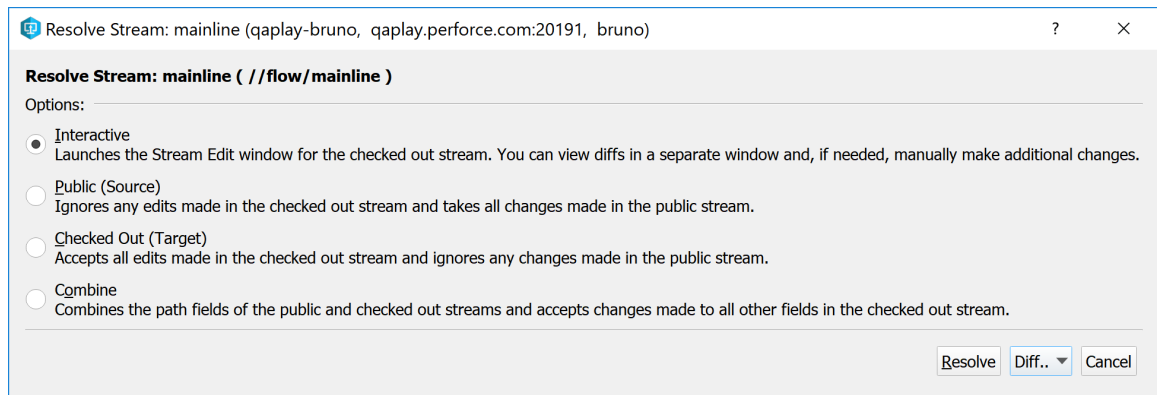 Resolve Stream: mainline (qaplay-bruno, qaplay.perforce.com:20191, bruno)
Resolve Stream: mainline ( //flow/mainline )
Options:
Interactive
Launches the Stream Edit window for the checked out stream. You can view diffs in a separate window and, if needed, manually make additional changes.
Public (Source)
Ignores any edits made in the checked out stream and takes all changes made in the public stream.
Checked Out (Target)
Accepts all edits made in the checked out stream and ignores any changes made in the public stream.
Combine
Combines the path fields of the public and checked out streams and accepts changes made to all other fields in the checked out stream.
Resolve Diff.. Cancel